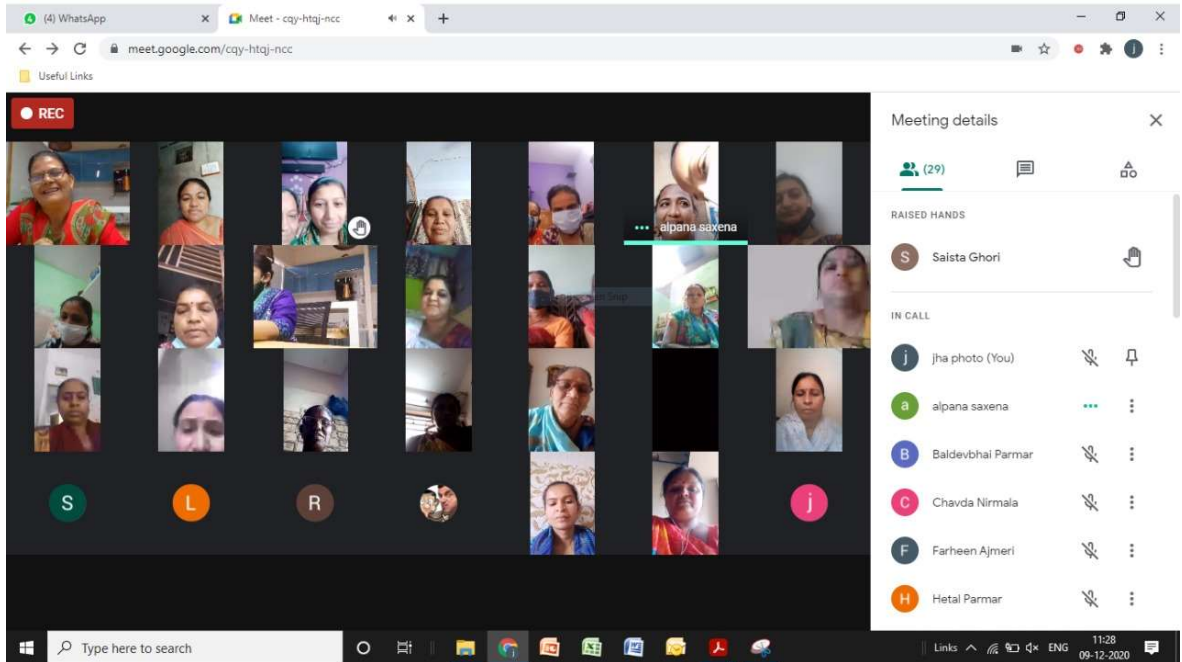 (4) WhatsApp
Meet - cqy-htqj-ncc
meet.google.com/cqy-htqj-ncc
j
Useful Links
REC
alpana saxena
Snip
S
L
R
j
Meeting details
(29)
RAISED HANDS
S Saista Ghori
IN CALL
j jha photo (You)
a alpana saxena
B Baldevbhai Parmar
C Chavda Nirmala
F Farheen Ajmeri
H Hetal Parmar
Type here to search
Links
ENG
11:28
09-12-2020